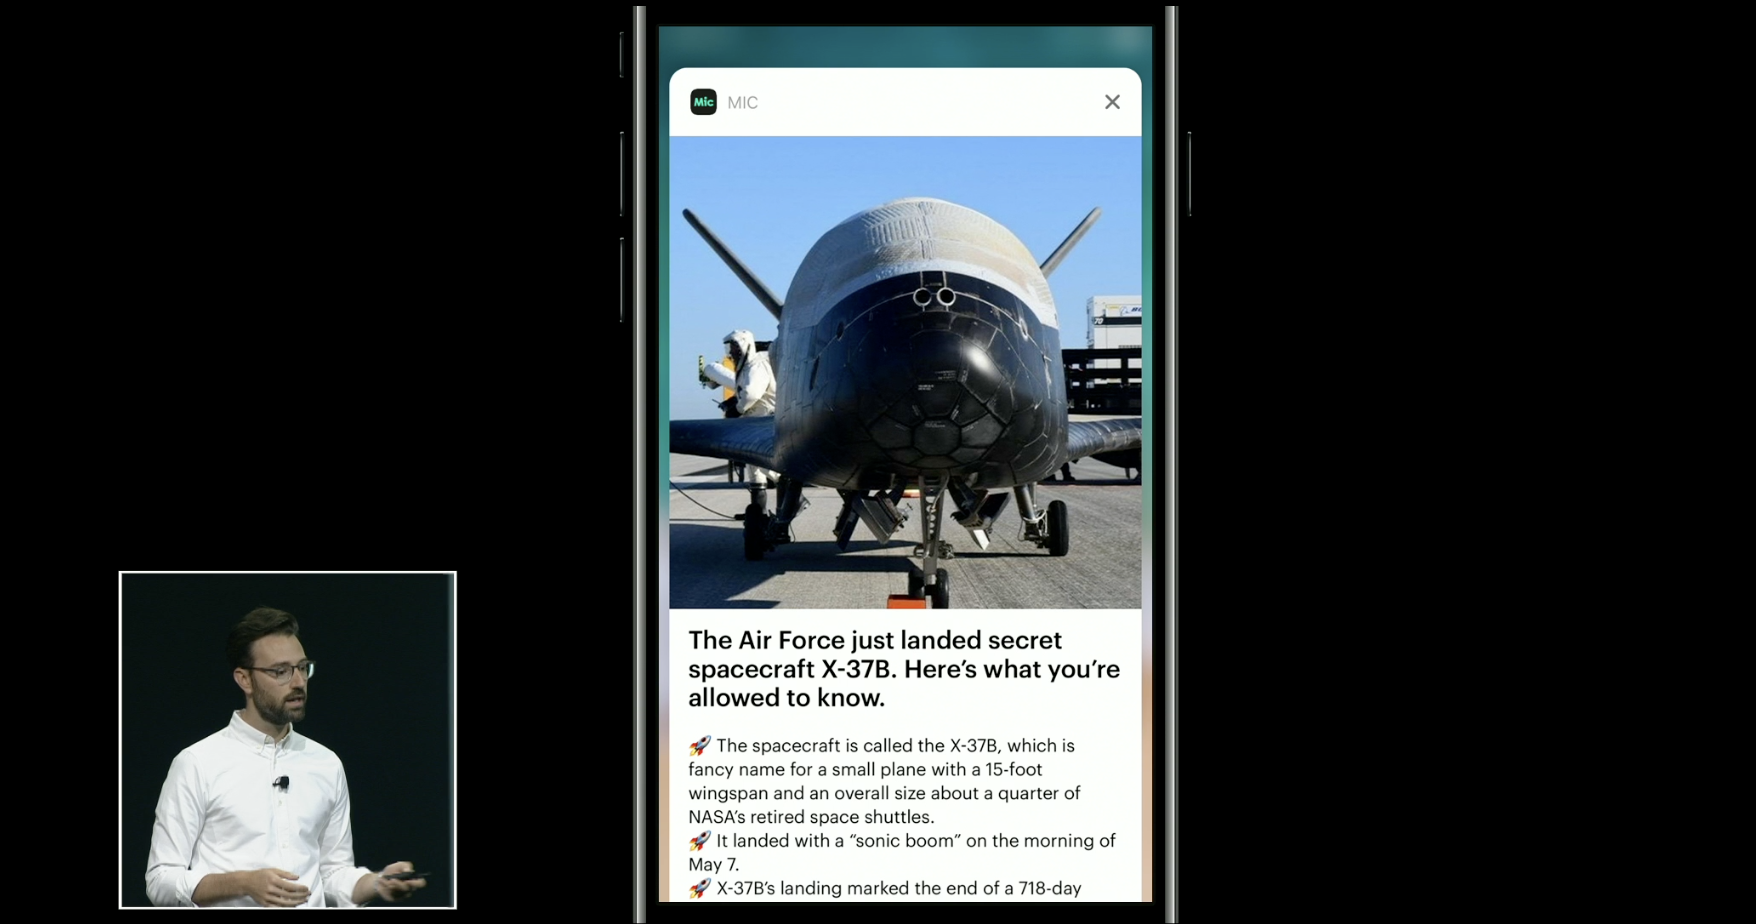 Mic MIC
The Air Force just landed secret
spacecraft X-37B. Here’s what you’re
allowed to know.
🚀 The spacecraft is called the X-37B, which is
fancy name for a small plane with a 15-foot
wingspan and an overall size about a quarter of
NASA’s retired space shuttles.
🚀 It landed with a “sonic boom” on the morning of
May 7.
🚀 X-37B’s landing marked the end of a 718-day